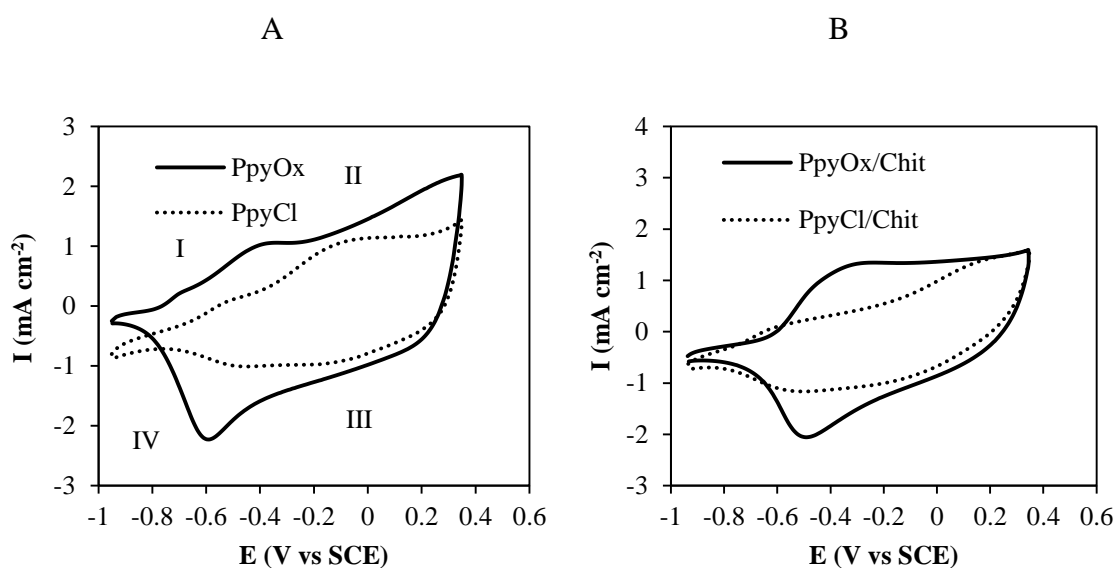 A
B
3
2
1
0
-1
-2
-3
I (mA cm-2)
PpyOx
PpyCl
I
II
III
IV
-1 -0.8 -0.6 -0.4 -0.2 0 0.2 0.4 0.6
E (V vs SCE)
4
3
2
1
0
-1
-2
-3
I (mA cm-2)
PpyOx/Chit
PpyCl/Chit
-1 -0.8 -0.6 -0.4 -0.2 0 0.2 0.4 0.6
E (V vs SCE)